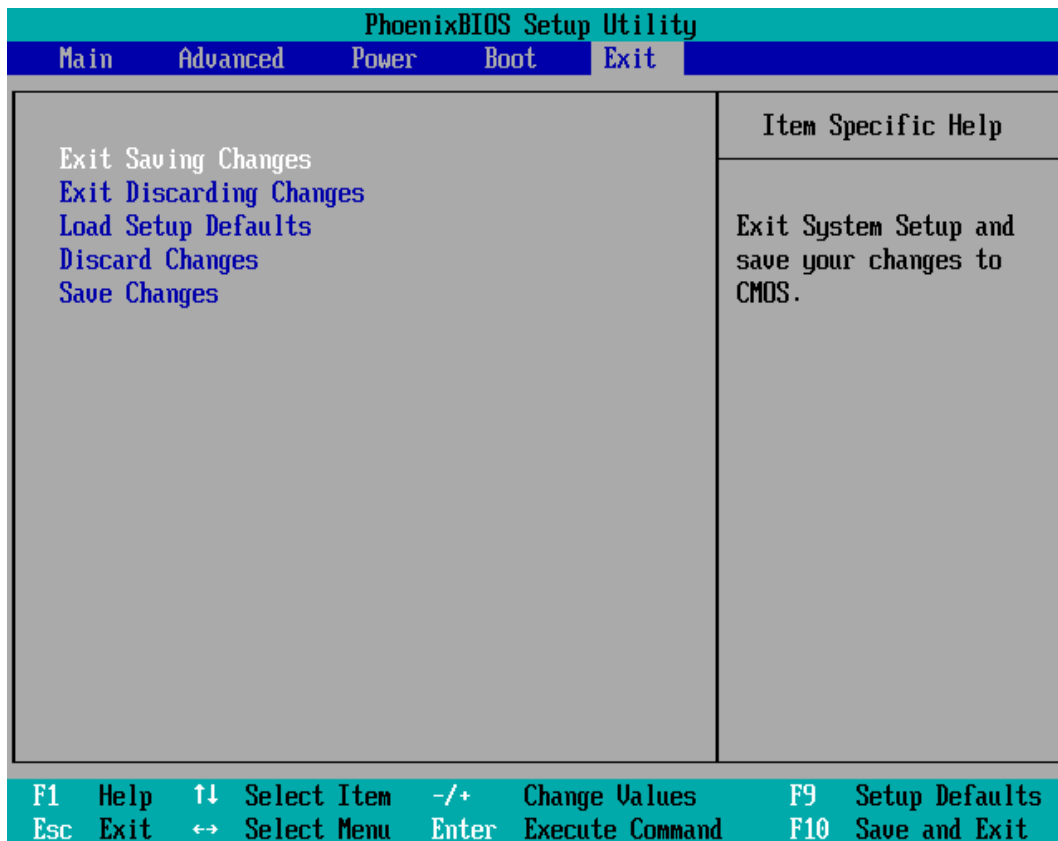 PhoenixBIOS Setup Utility
Main Advanced Power Boot Exit
Exit Saving Changes
Exit Discarding Changes
Load Setup Defaults
Discard Changes
Save Changes
Item Specific Help
Exit System Setup and
save your changes to
CMOS.
F1 Help ↑↓ Select Item -/+ Change Values F9 Setup Defaults
Esc Exit ↔ Select Menu Enter Execute Command F10 Save and Exit